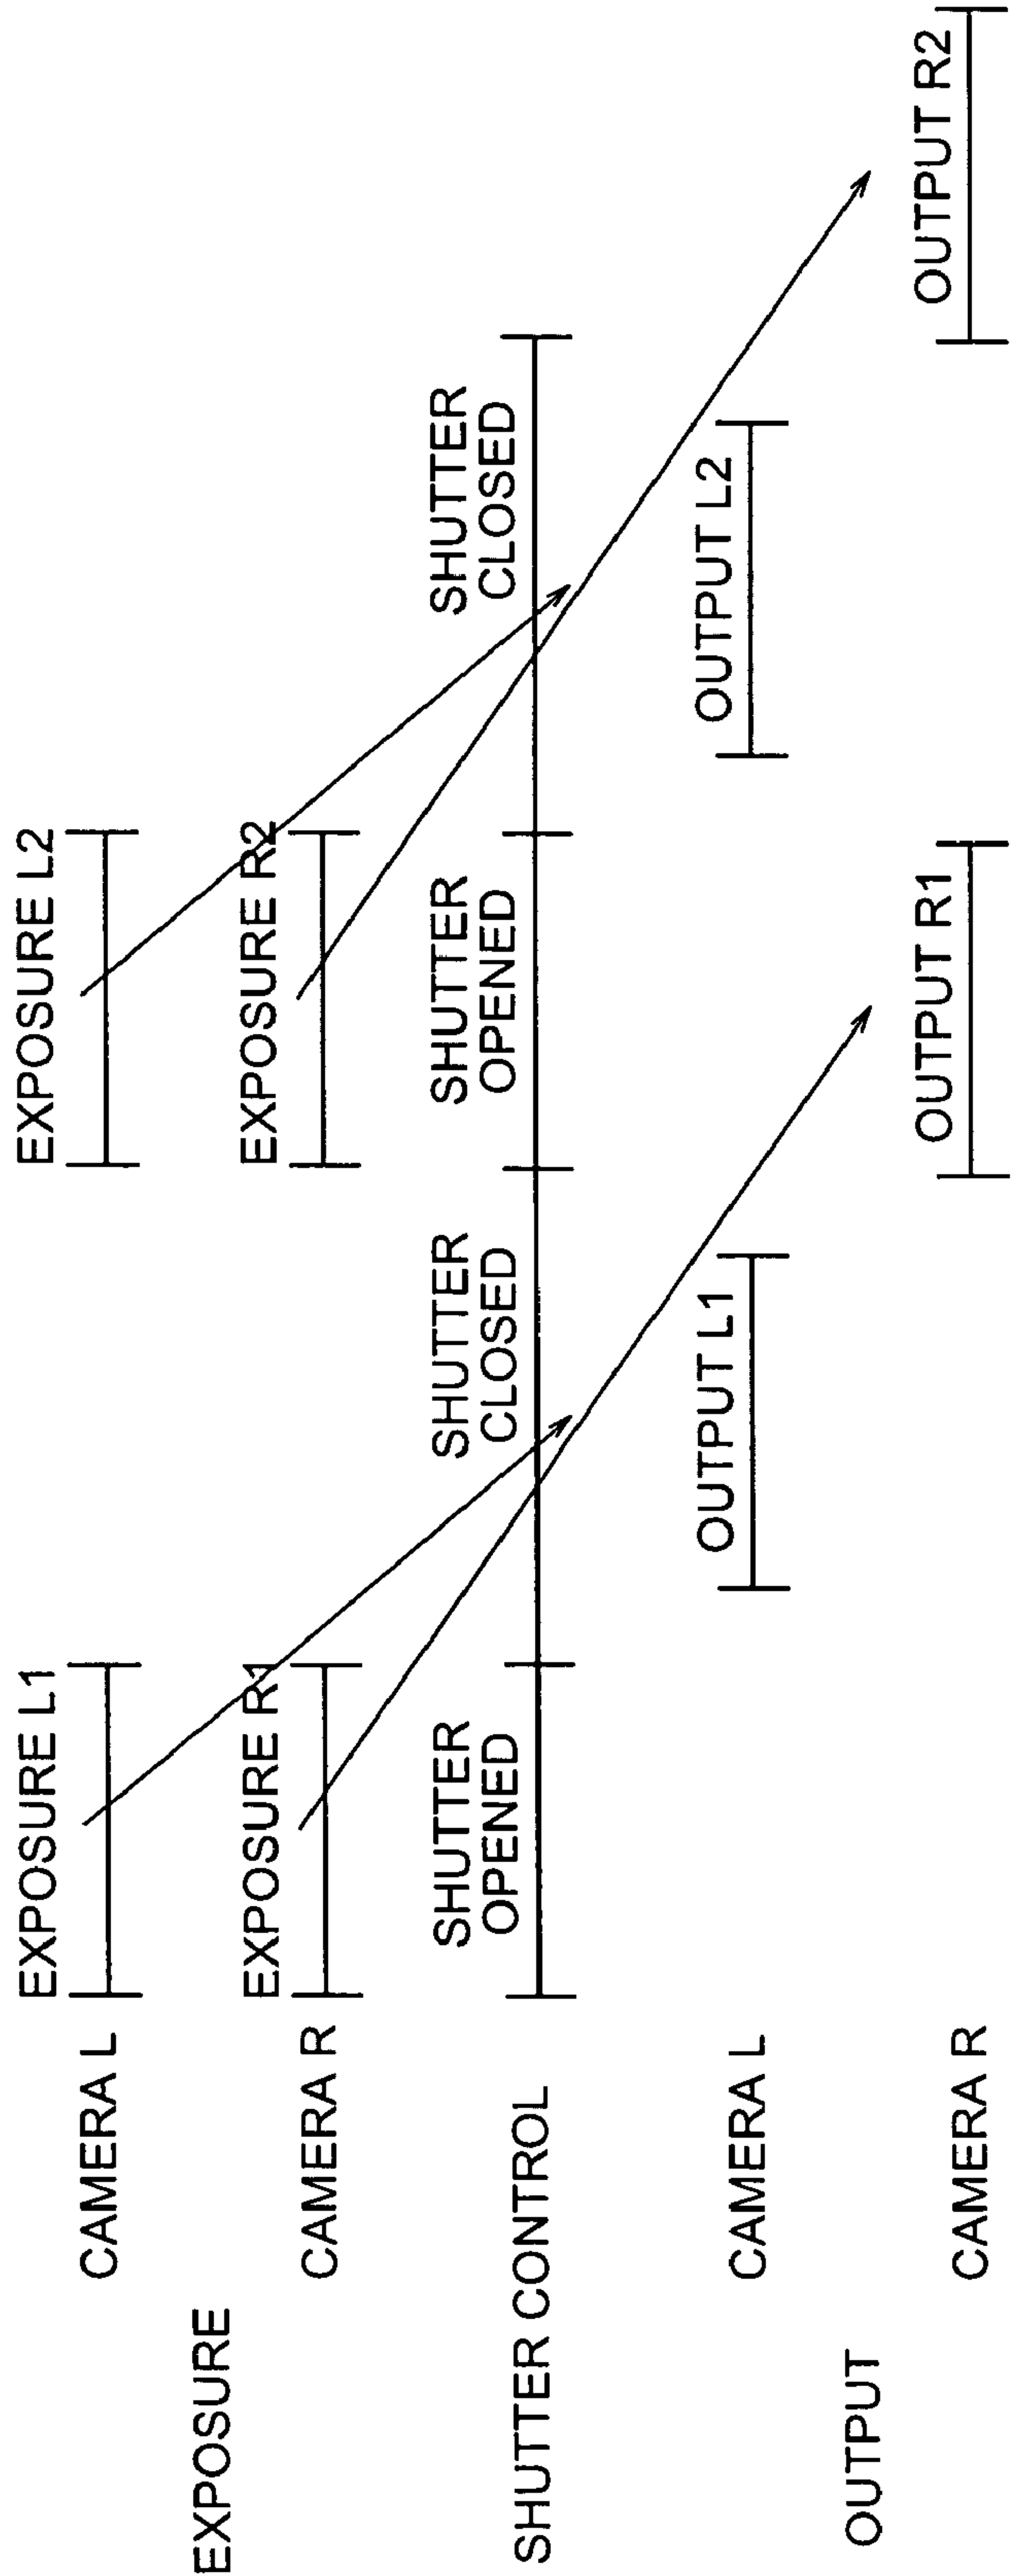 EXPOSURE
CAMERA L
EXPOSURE L1
EXPOSURE L2
CAMERA R
EXPOSURE R1
EXPOSURE R2
SHUTTER CONTROL
SHUTTER
OPENED
SHUTTER
CLOSED
SHUTTER
OPENED
SHUTTER
CLOSED
OUTPUT
CAMERA L
OUTPUT L1
OUTPUT L2
CAMERA R
OUTPUT R1
OUTPUT R2